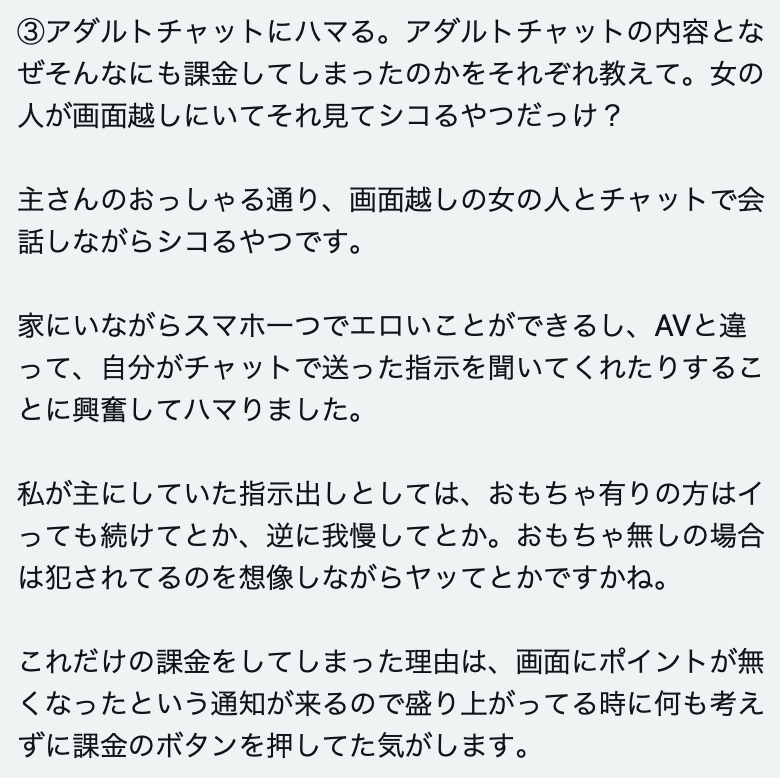 ③アダルトチャットにハマる。アダルトチャットの内容とな
ぜそんなにも課金してしまったのかをそれぞれ教えて。女の
人が画面越しにいてそれ見てシコるやつだっけ？
主さんのおっしゃる通り、画面越しの女の人とチャットで会
話しながらシコるやつです。
家にいながらスマホ一つでエロいことができるし、AVと違
って、自分がチャットで送った指示を聞いてくれたりするこ
とに興奮してハマりました。
私が主にしていた指示出しとしては、おもちゃ有りの方はイ
っても続けてとか、逆に我慢してとか。おもちゃ無しの場合
は犯されてるのを想像しながらヤッてとかですかね。
これだけの課金をしてしまった理由は、画面にポイントが無
くなったという通知が来るので盛り上がってる時に何も考え
ずに課金のボタンを押してた気がします。